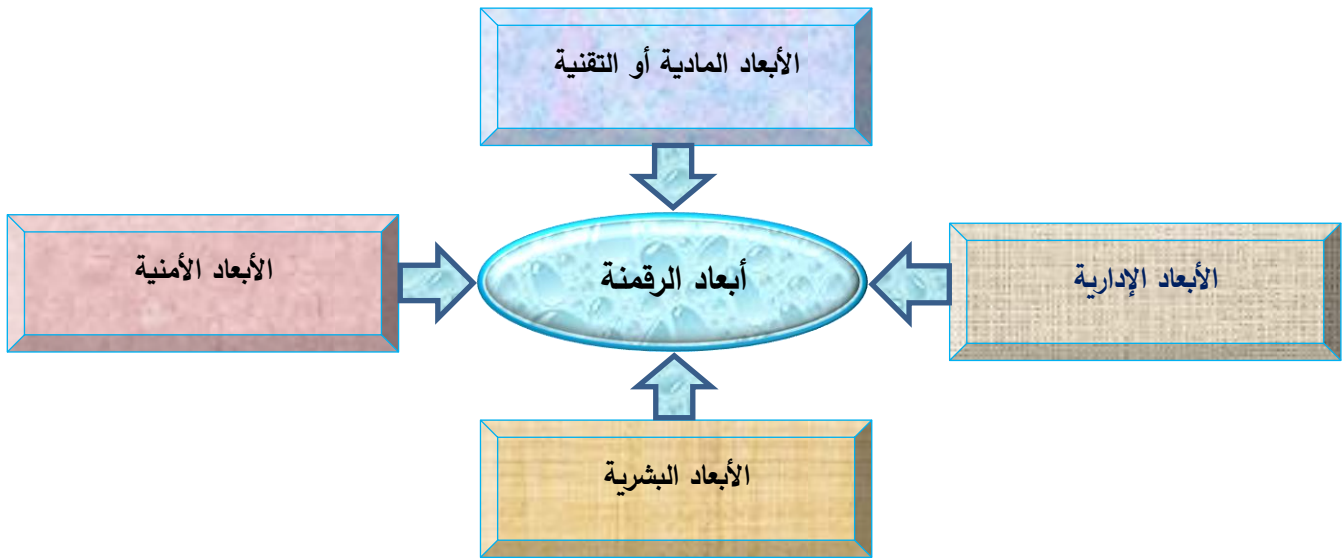 الأبعاد المادية أو التقنية
الأبعاد الإدارية
أبعاد الرقمنة
الأبعاد الأمنية
الأبعاد البشرية